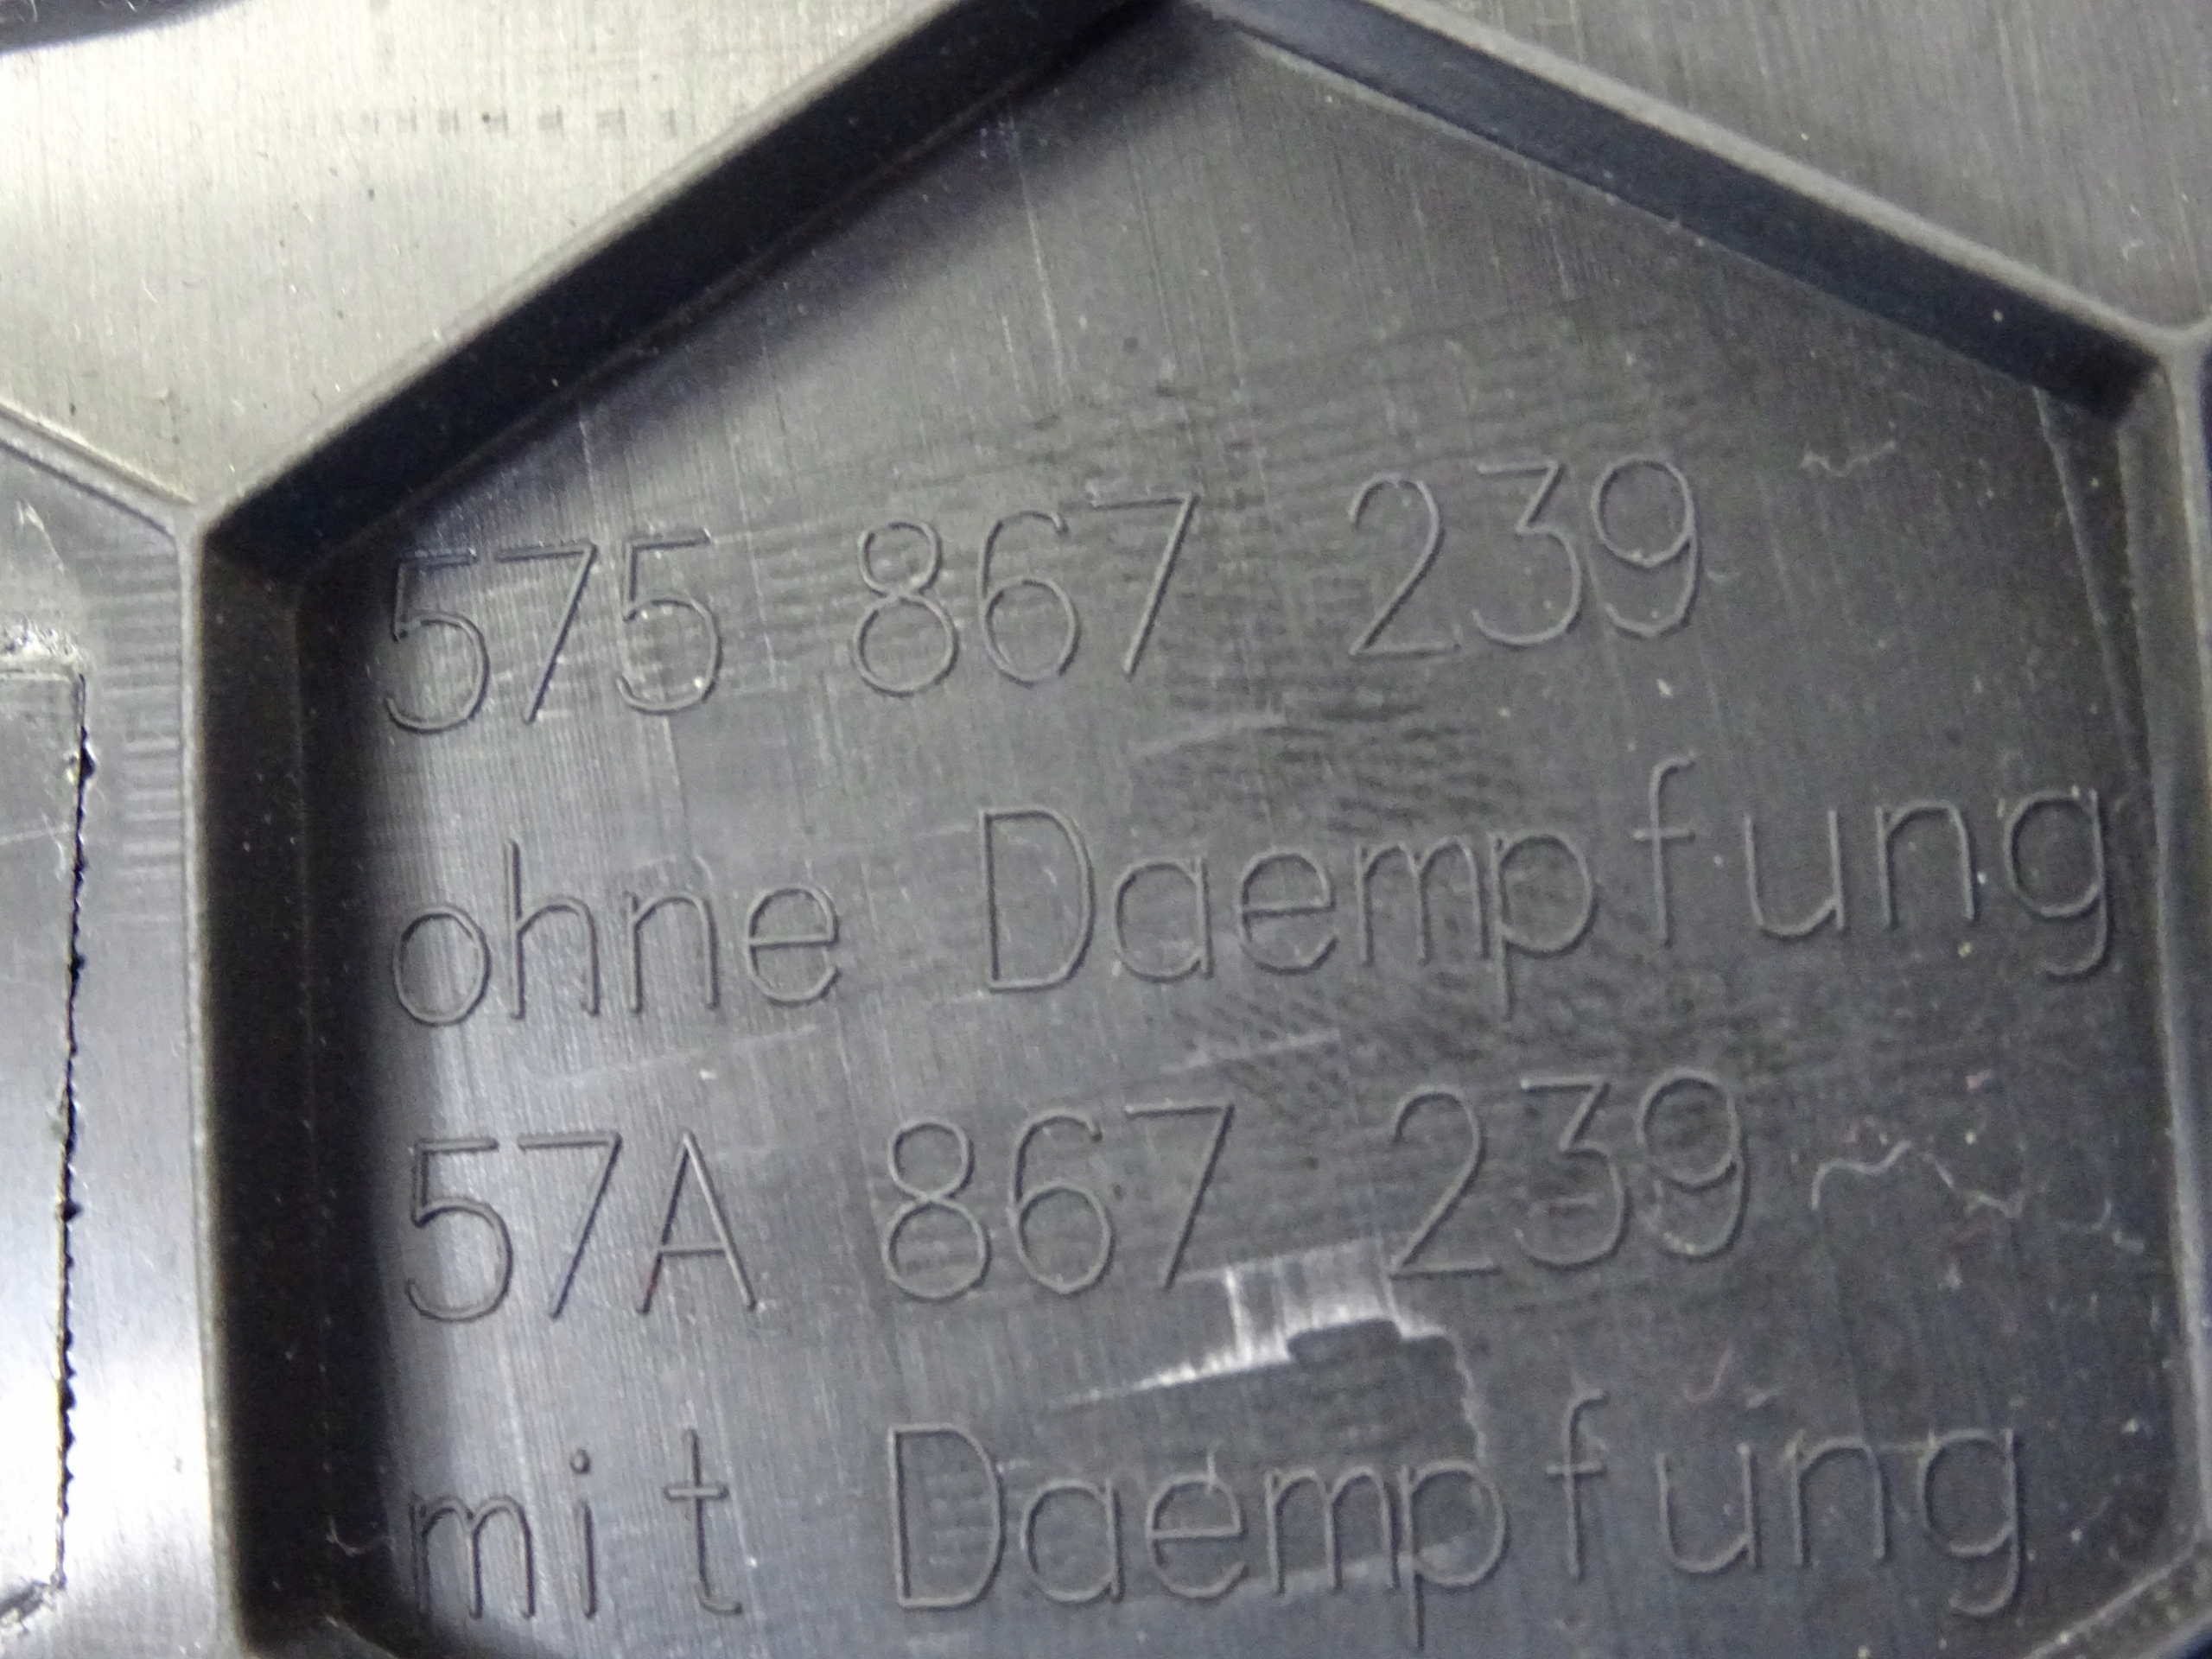 575 867 239
ohne Daempfung
57A 867 239
mit Daempfung